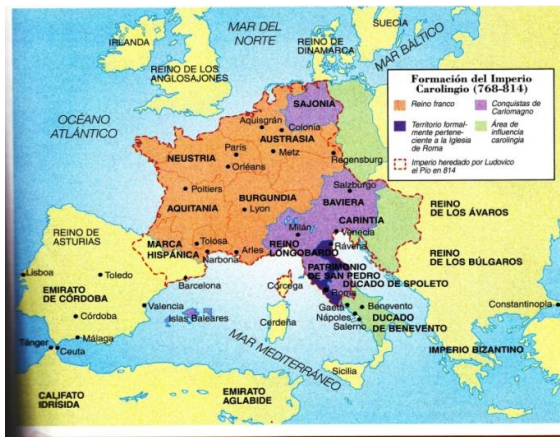 MAR DEL
NORTE
SUECIA
IRLANDA
REINO DE
DINAMARCA
MAR BÁLTICO
REINO DE LOS
ANGLOSAJONES
Formación del Imperio
Carolingio (768-814)
Reino franco
Conquistas de
Carlomagno
Territorio formal-
mente pertene-
ciente a la Iglesia
de Roma
Área de
influencia
carolingia
Imperio heredado por Ludovico
el Pío en 814
OCÉANO
ATLÁNTICO
SAJONIA
Aquisgrán
Colonia
AUSTRASIA
NEUSTRIA
París
Metz
Orléans
Regensburg
Poitiers
Salzburgo
BURGUNDIA
BAVIERA
AQUITANIA
Lyon
CARINTIA
REINO
DE LOS ÁVAROS
Milán
Venecia
REINO DE
ASTURIAS
MARCA
HISPÁNICA
Tolosa
Narbona
Arles
REINO
LONGOBARDO
Rávena
REINO
DE LOS BÚLGAROS
PATRIMONIO
DE SAN PEDRO
DUCADO DE SPOLETO
Lisboa
Toledo
Barcelona
Córcega
Roma
Constantinopla
EMIRATO
DE CÓRDOBA
Valencia
Islas Baleares
Gaeta
Benevento
Nápoles
DUCADO
DE BENEVENTO
Salerno
Córdoba
Cerdeña
Málaga
MAR MEDITERRÁNEO
Tánger
Ceuta
IMPERIO BIZANTINO
Sicilia
CALIFATO
IDRÍSIDA
EMIRATO
AGLABIDE